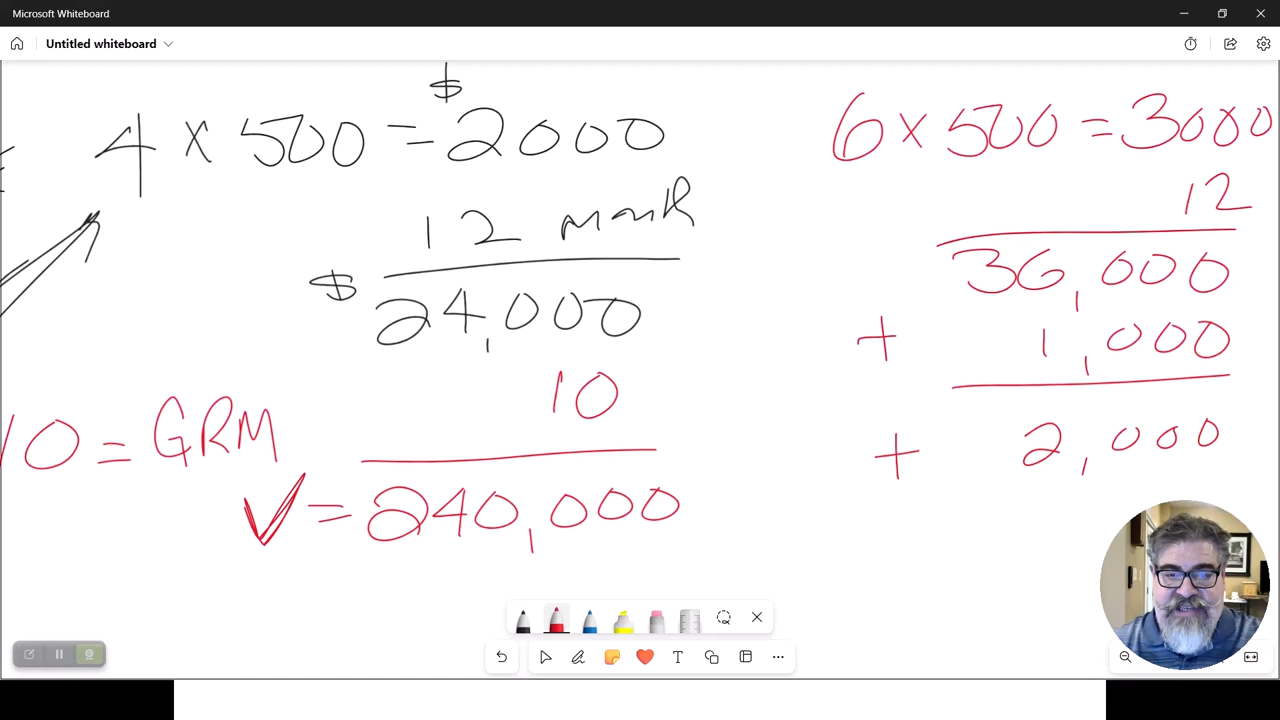 Microsoft Whiteboard
Untitled whiteboard
$
4 x 500 = 2000
12 month
$ 24,000
10
10 = GRM
V = 240,000
6 x 500 = 3000
12
36,000
+ 1,000
+ 2,000